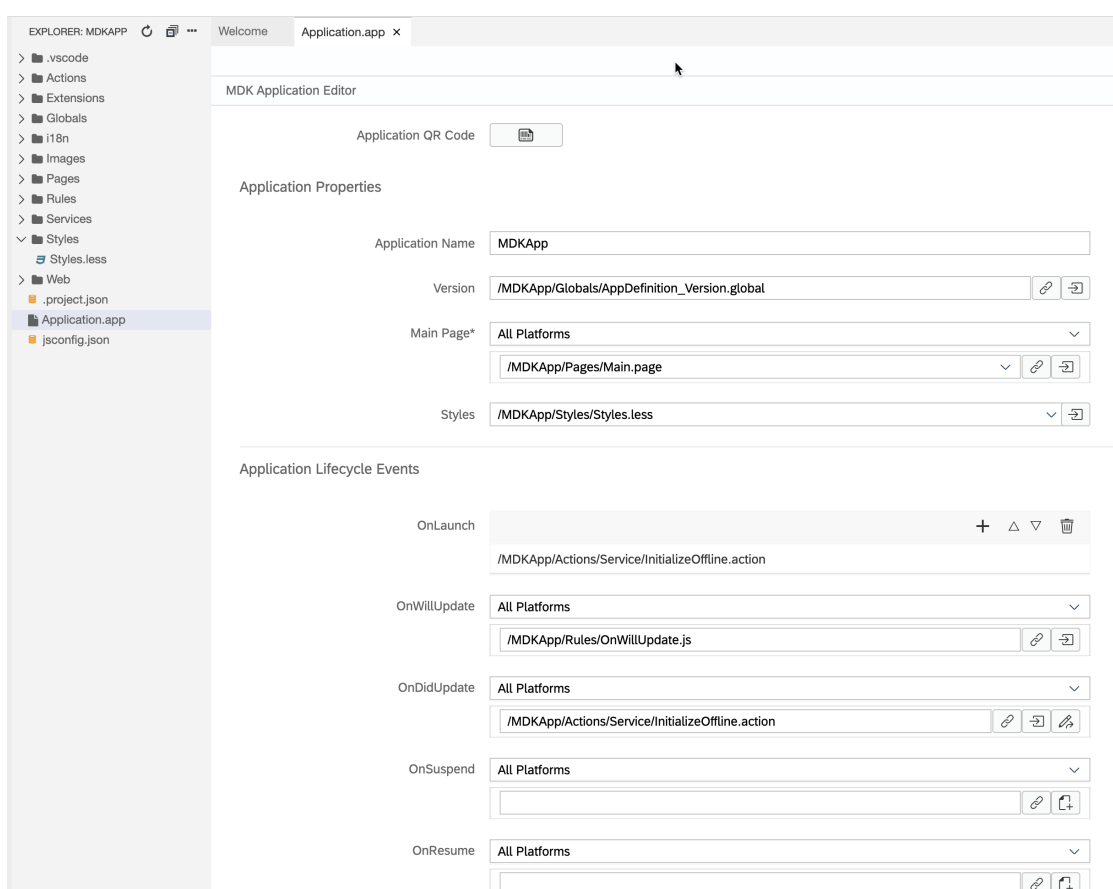 EXPLORER: MDKAPP
Welcome
Application.app
.vscode
Actions
Extensions
Globals
i18n
Images
Pages
Rules
Services
Styles
Styles.less
Web
.project.json
Application.app
jsconfig.json
MDK Application Editor
Application QR Code
Application Properties
Application Name MDKApp
Version /MDKApp/Globals/AppDefinition_Version.global
Main Page* All Platforms
/MDKApp/Pages/Main.page
Styles /MDKApp/Styles/Styles.less
Application Lifecycle Events
OnLaunch
/MDKApp/Actions/Service/InitializeOffline.action
OnWillUpdate All Platforms
/MDKApp/Rules/OnWillUpdate.js
OnDidUpdate All Platforms
/MDKApp/Actions/Service/InitializeOffline.action
OnSuspend All Platforms
OnResume All Platforms